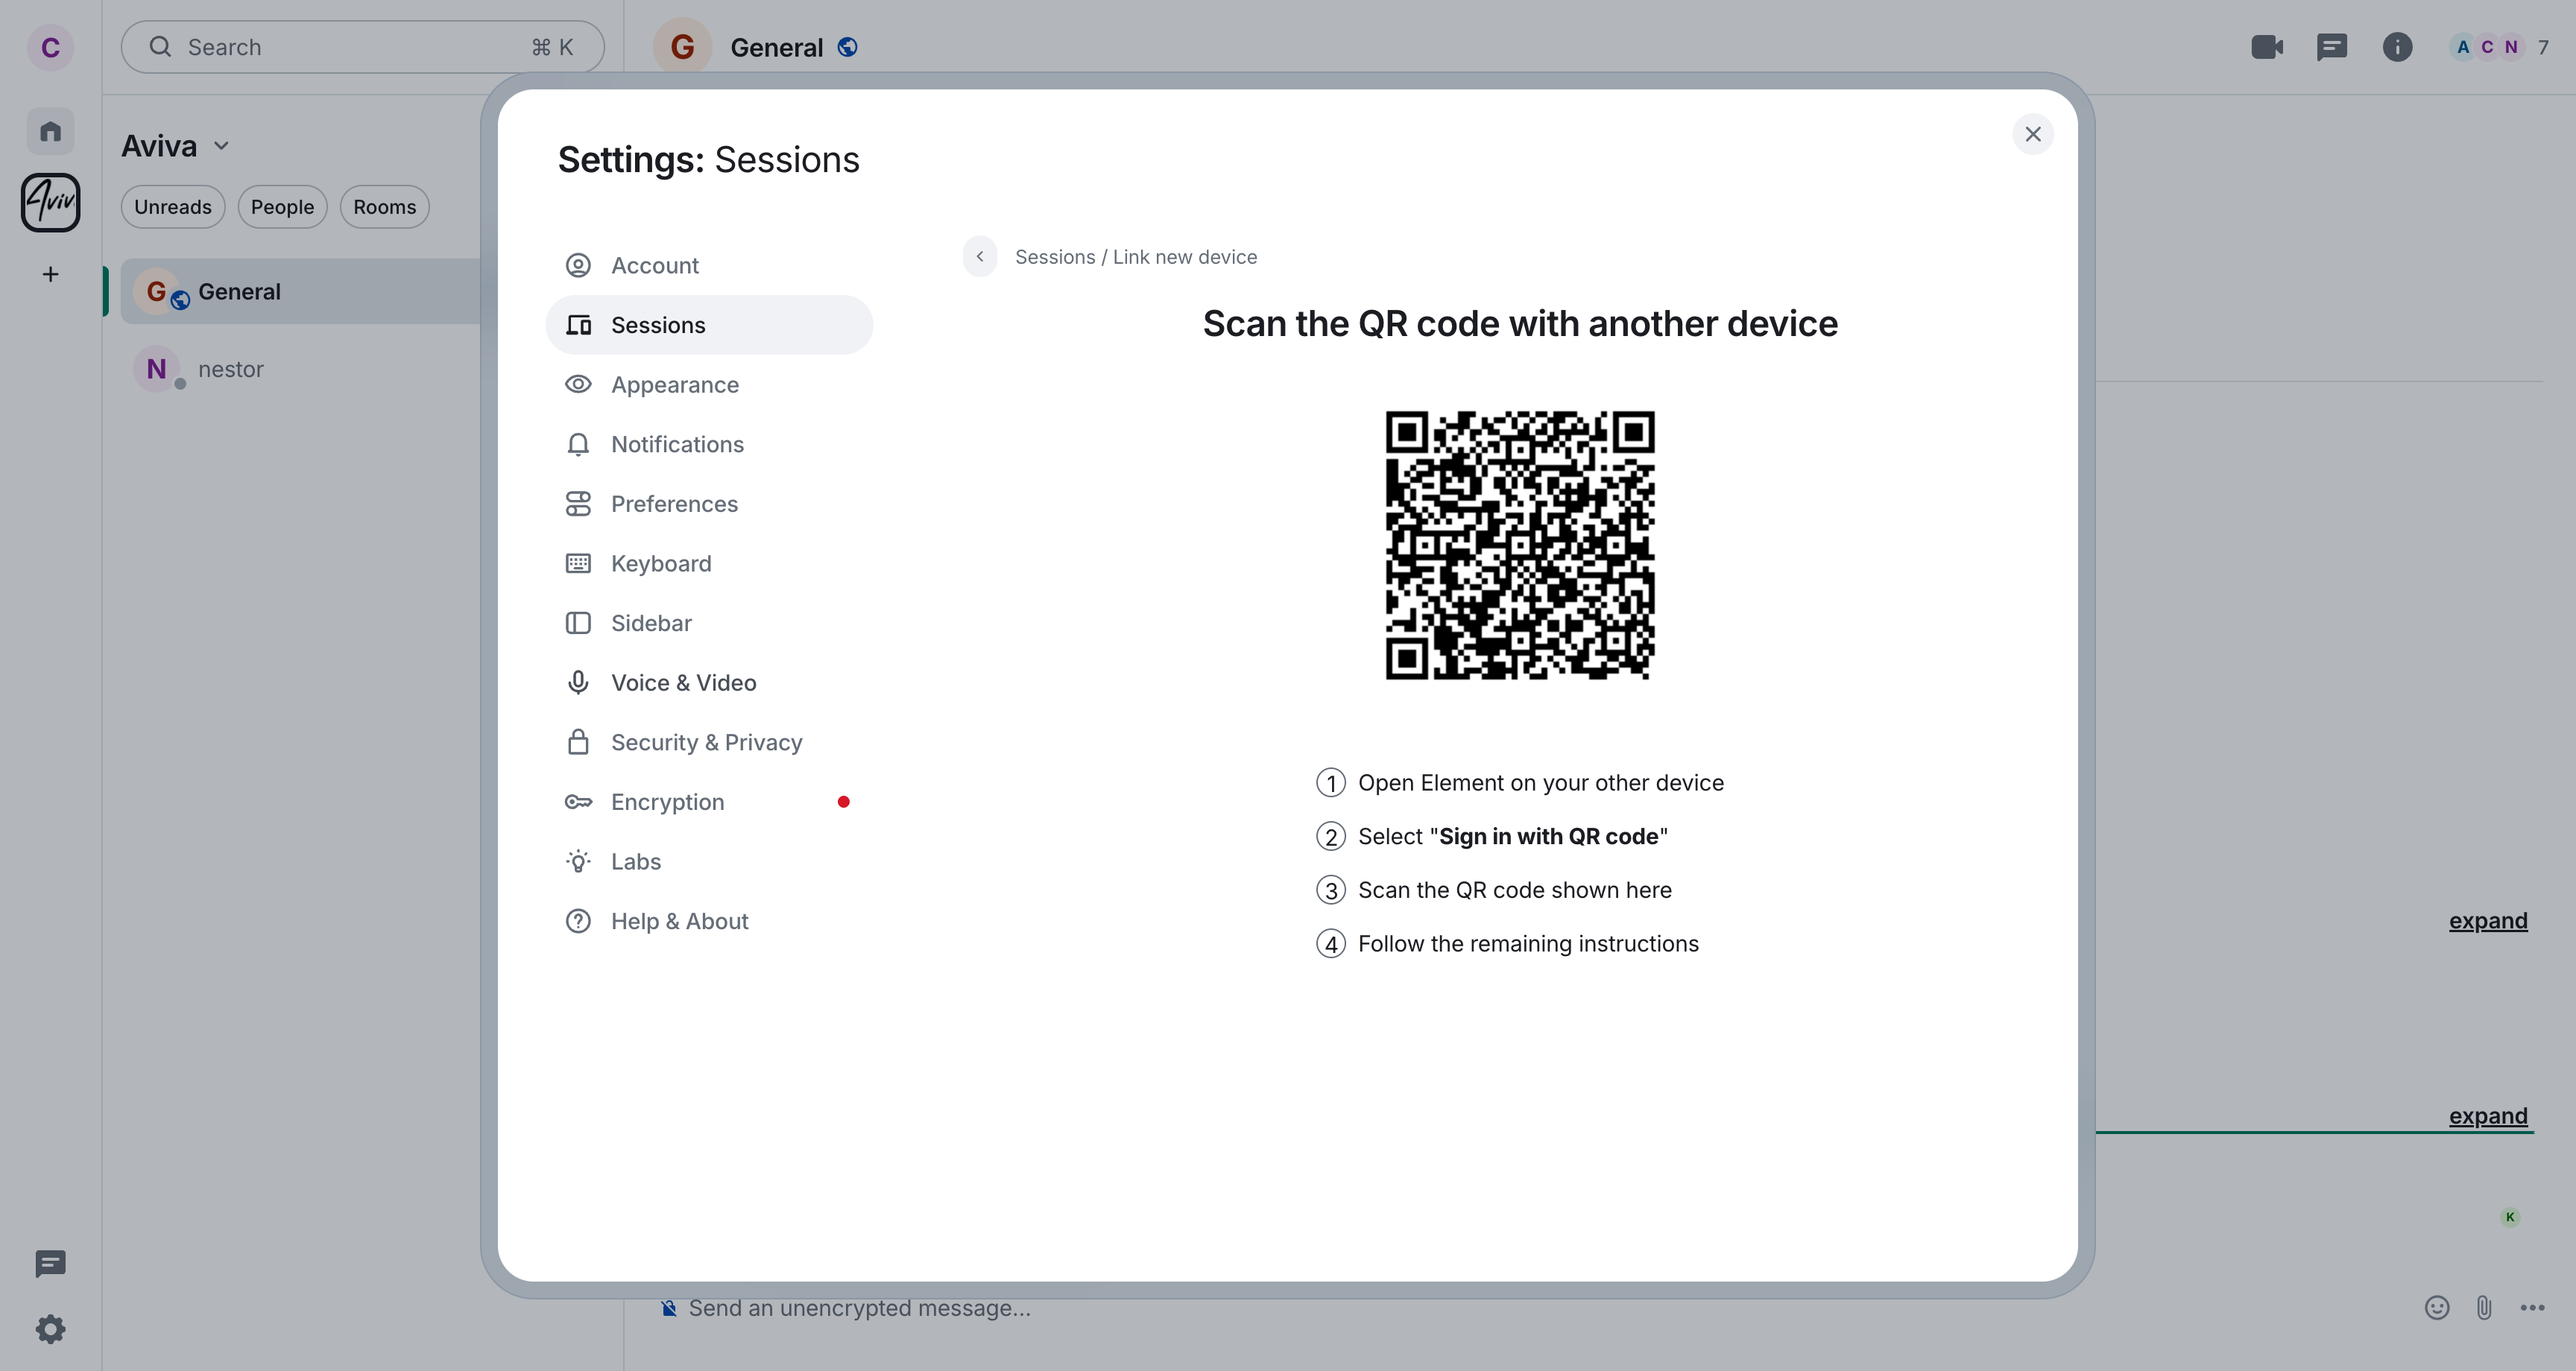 C
Search
⌘ K
G
General
A
C
N
7
Aviva
Aviv
Unreads
People
Rooms
G
General
N
nestor
Settings: Sessions
Account
Sessions
Appearance
Notifications
Preferences
Keyboard
Sidebar
Voice & Video
Security & Privacy
Encryption
Labs
Help & About
Sessions / Link new device
Scan the QR code with another device
1 Open Element on your other device
2 Select "Sign in with QR code"
3 Scan the QR code shown here
4 Follow the remaining instructions
expand
expand
K
Send an unencrypted message...